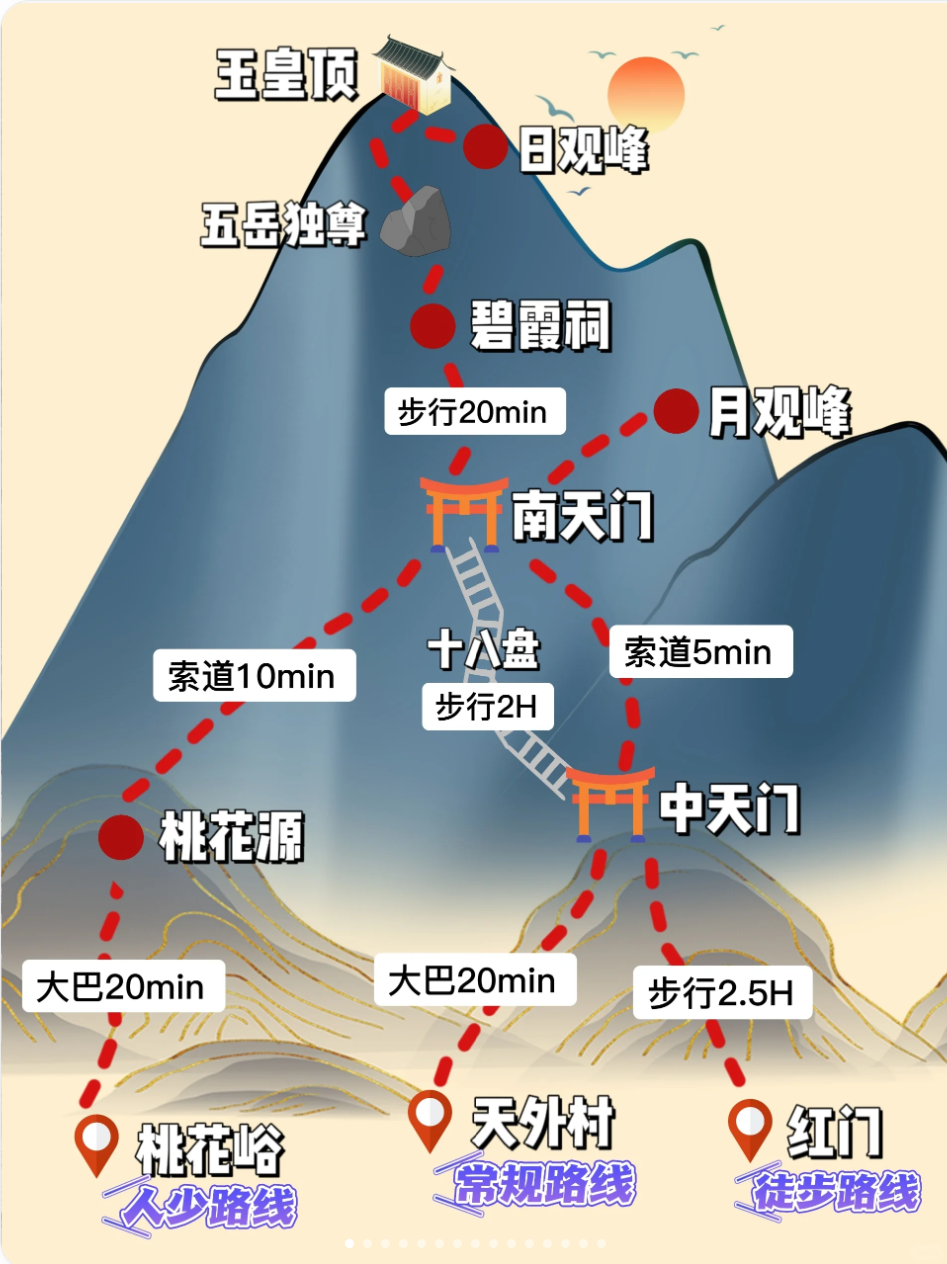 玉皇顶
日观峰
五岳独尊
碧霞祠
步行20min
月观峰
南天门
十八盘
索道5min
索道10min
步行2H
中天门
桃花源
大巴20min
大巴20min
步行2.5H
天外村
红门
桃花峪
常规路线
徒步路线
人少路线